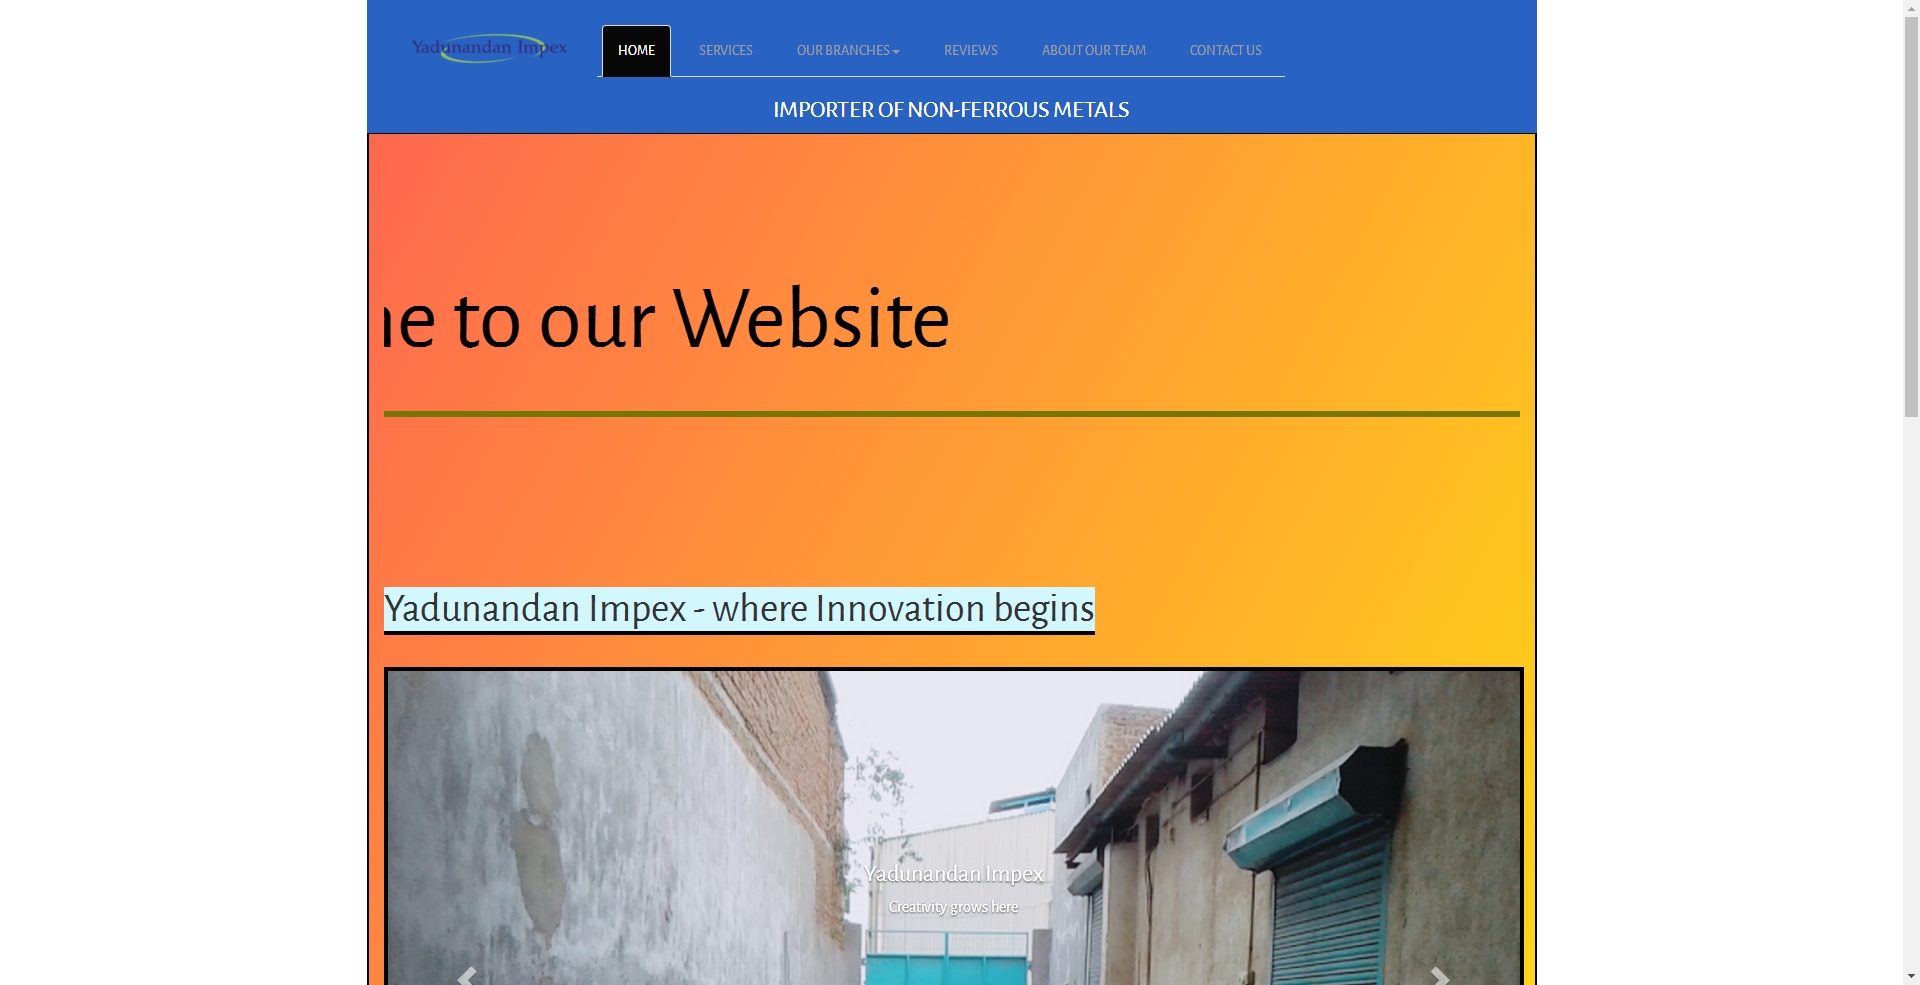 Yadunandan Impex
HOME
SERVICES
OUR BRANCHES
REVIEWS
ABOUT OUR TEAM
CONTACT US
IMPORTER OF NON-FERROUS METALS
to our Website
Yadunandan Impex - where Innovation begins
Yadunandan Impex
Creativity grows here